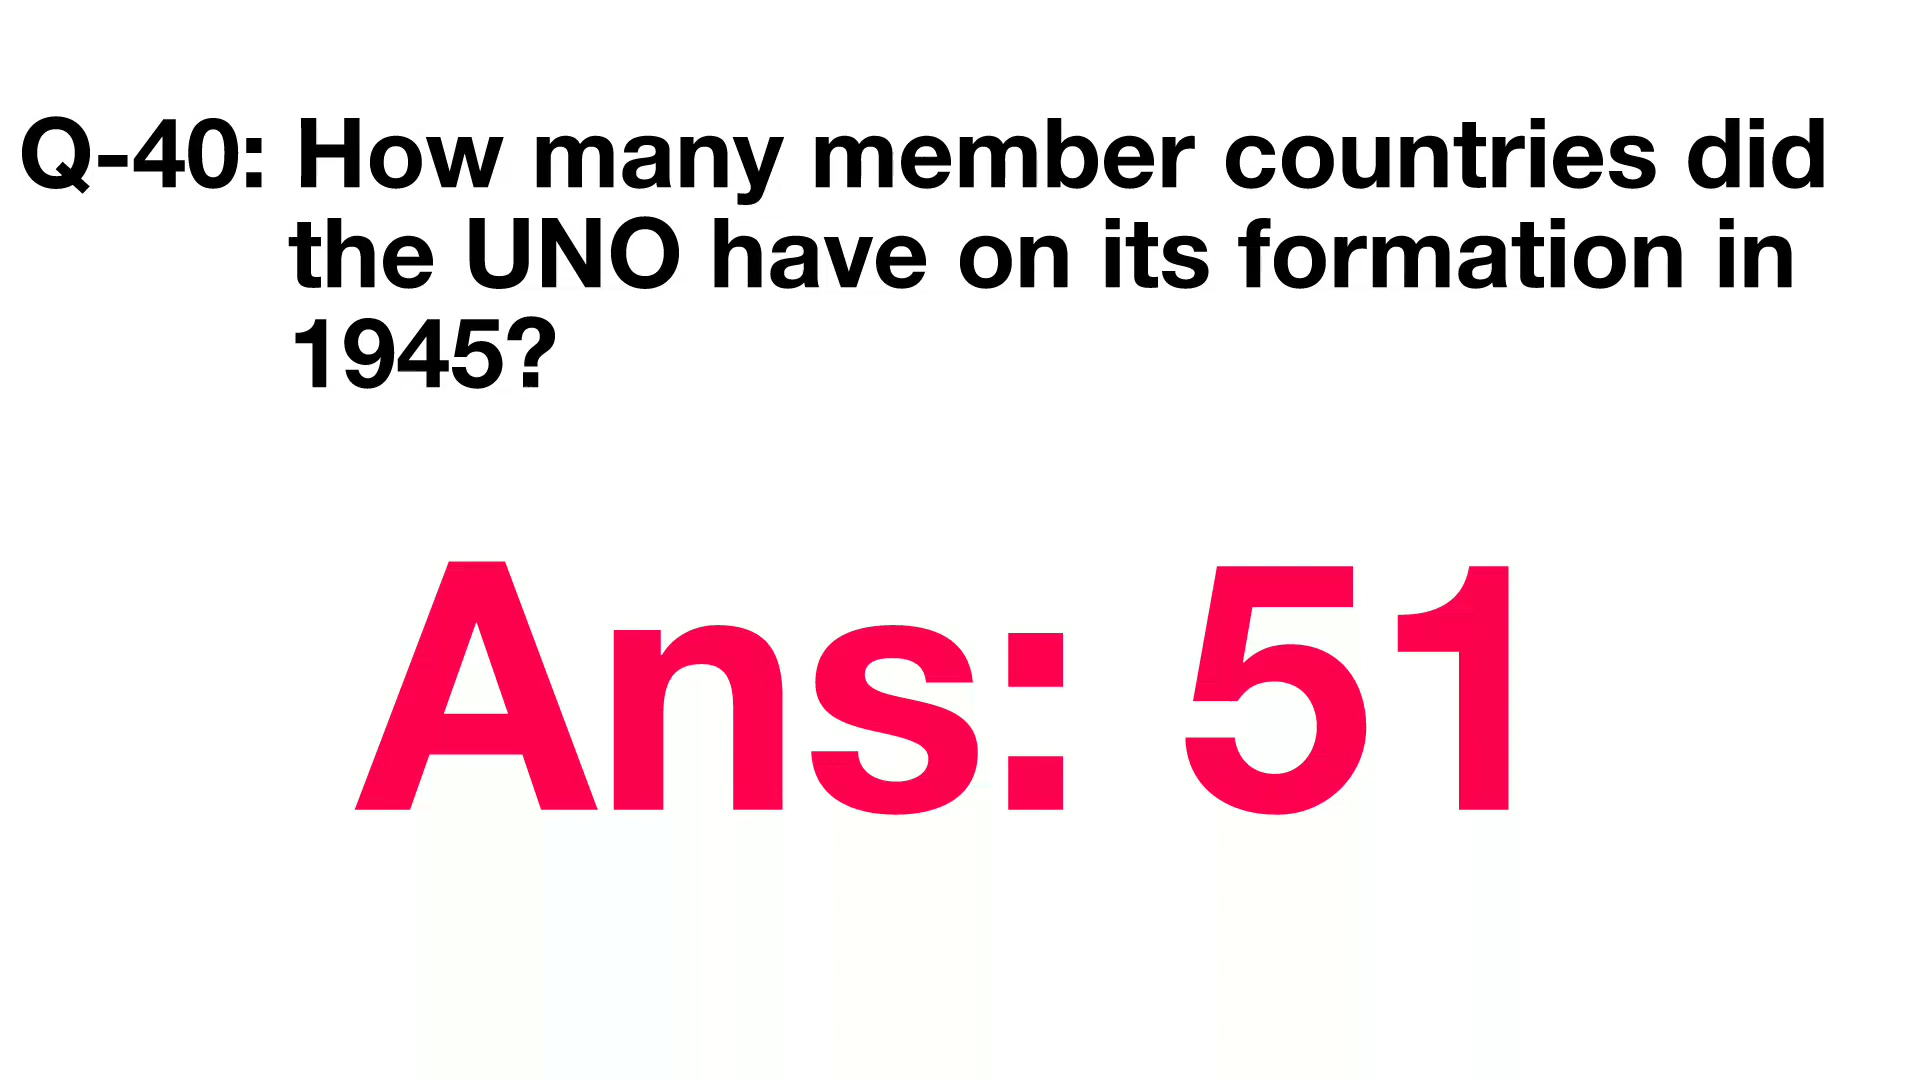 Q-40: How many member countries did
the UNO have on its formation in
1945?
Ans: 51